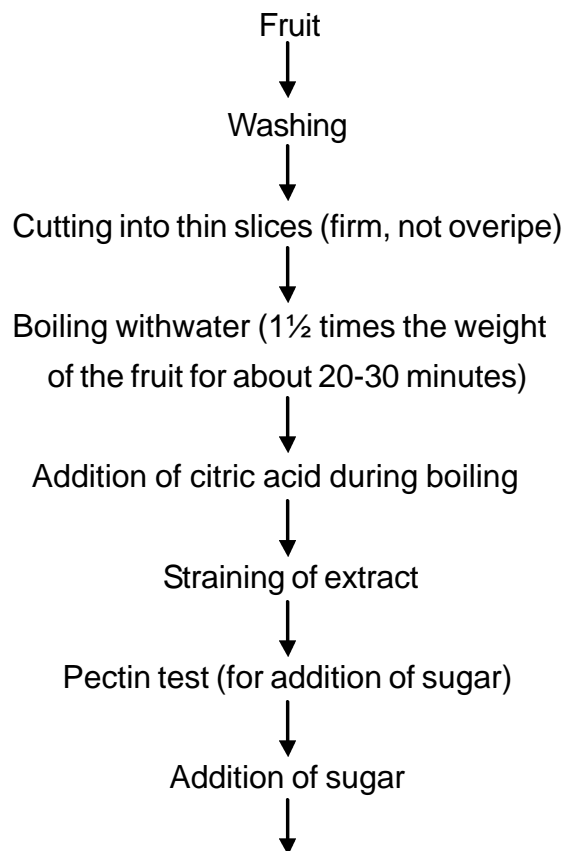 Fruit
Washing
Cutting into thin slices (firm, not overipe)
Boiling withwater (1½ times the weight
of the fruit for about 20-30 minutes)
Addition of citric acid during boiling
Straining of extract
Pectin test (for addition of sugar)
Addition of sugar